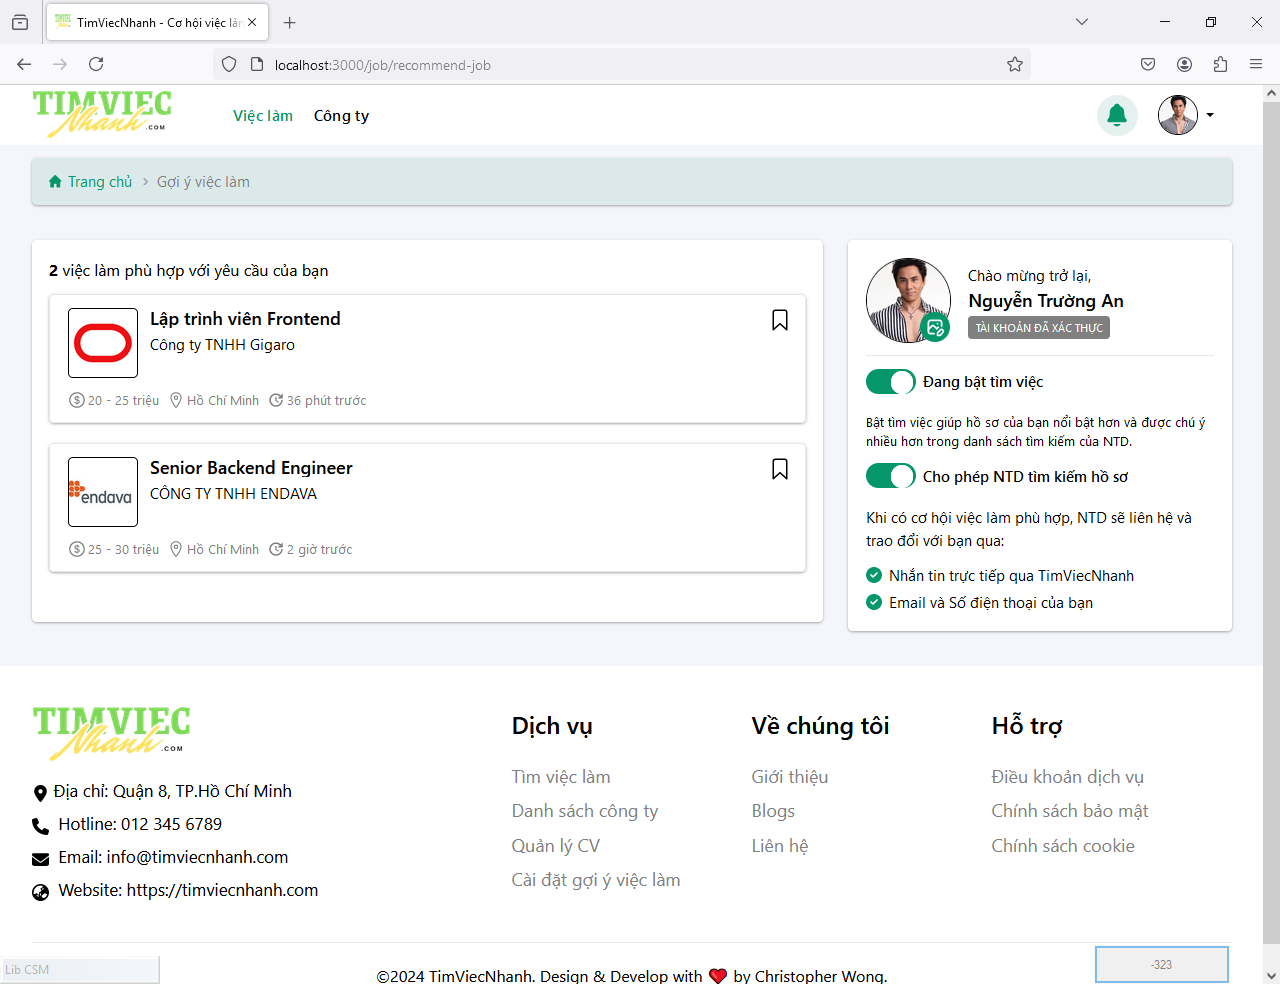 TimViecNhanh - Cơ hội việc làn
localhost:3000/job/recommend-job
TIMVIEC
Nhanh .COM
Việc làm
Công ty
Trang chủ
Gợi ý việc làm
2 việc làm phù hợp với yêu cầu của bạn
Lập trình viên Frontend
Công ty TNHH Gigaro
20 - 25 triệu
Hồ Chí Minh
36 phút trước
endava
Senior Backend Engineer
CÔNG TY TNHH ENDAVA
25 - 30 triệu
Hồ Chí Minh
2 giờ trước
Chào mừng trở lại,
Nguyễn Trường An
TÀI KHOẢN ĐÃ XÁC THỰC
Đang bật tìm việc
Bật tìm việc giúp hồ sơ của bạn nổi bật hơn và được chú ý
nhiều hơn trong danh sách tìm kiếm của NTD.
Cho phép NTD tìm kiếm hồ sơ
Khi có cơ hội việc làm phù hợp, NTD sẽ liên hệ và
trao đổi với bạn qua:
Nhắn tin trực tiếp qua TimViecNhanh
Email và Số điện thoại của bạn
TIMVIEC
Nhanh .COM
Địa chỉ: Quận 8, TP.Hồ Chí Minh
Hotline: 012 345 6789
Email: info@timviecnhanh.com
Website: https://timviecnhanh.com
Dịch vụ
Tìm việc làm
Danh sách công ty
Quản lý CV
Cài đặt gợi ý việc làm
Về chúng tôi
Giới thiệu
Blogs
Liên hệ
Hỗ trợ
Điều khoản dịch vụ
Chính sách bảo mật
Chính sách cookie
©2024 TimViecNhanh. Design & Develop with ❤️ by Christopher Wong.
Lib CSM
-323